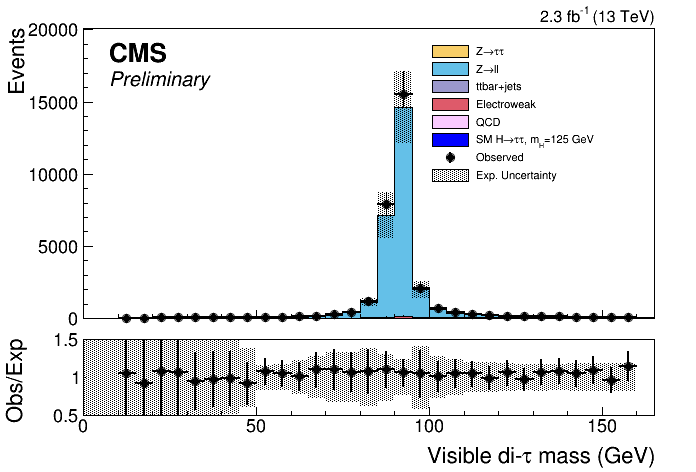 2.3 fb⁻¹ (13 TeV)
Events
20000
15000
10000
5000
0
CMS
Preliminary
Z→ττ
Z→ll
ttbar+jets
Electroweak
QCD
SM H→ττ, m_H=125 GeV
Observed
Exp. Uncertainty
Obs/Exp
1.5
1
0.5
0
50
100
150
Visible di-τ mass (GeV)